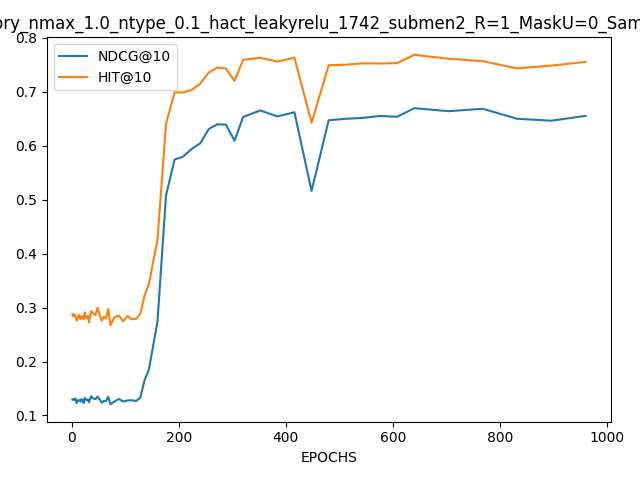 ory_nmax_1.0_ntype_0.1_hact_leakyrelu_1742_submen2_R=1_MaskU=0_Sam
NDCG@10
HIT@10
0.8
0.7
0.6
0.5
0.4
0.3
0.2
0.1
0 200 400 600 800 1000
EPOCHS